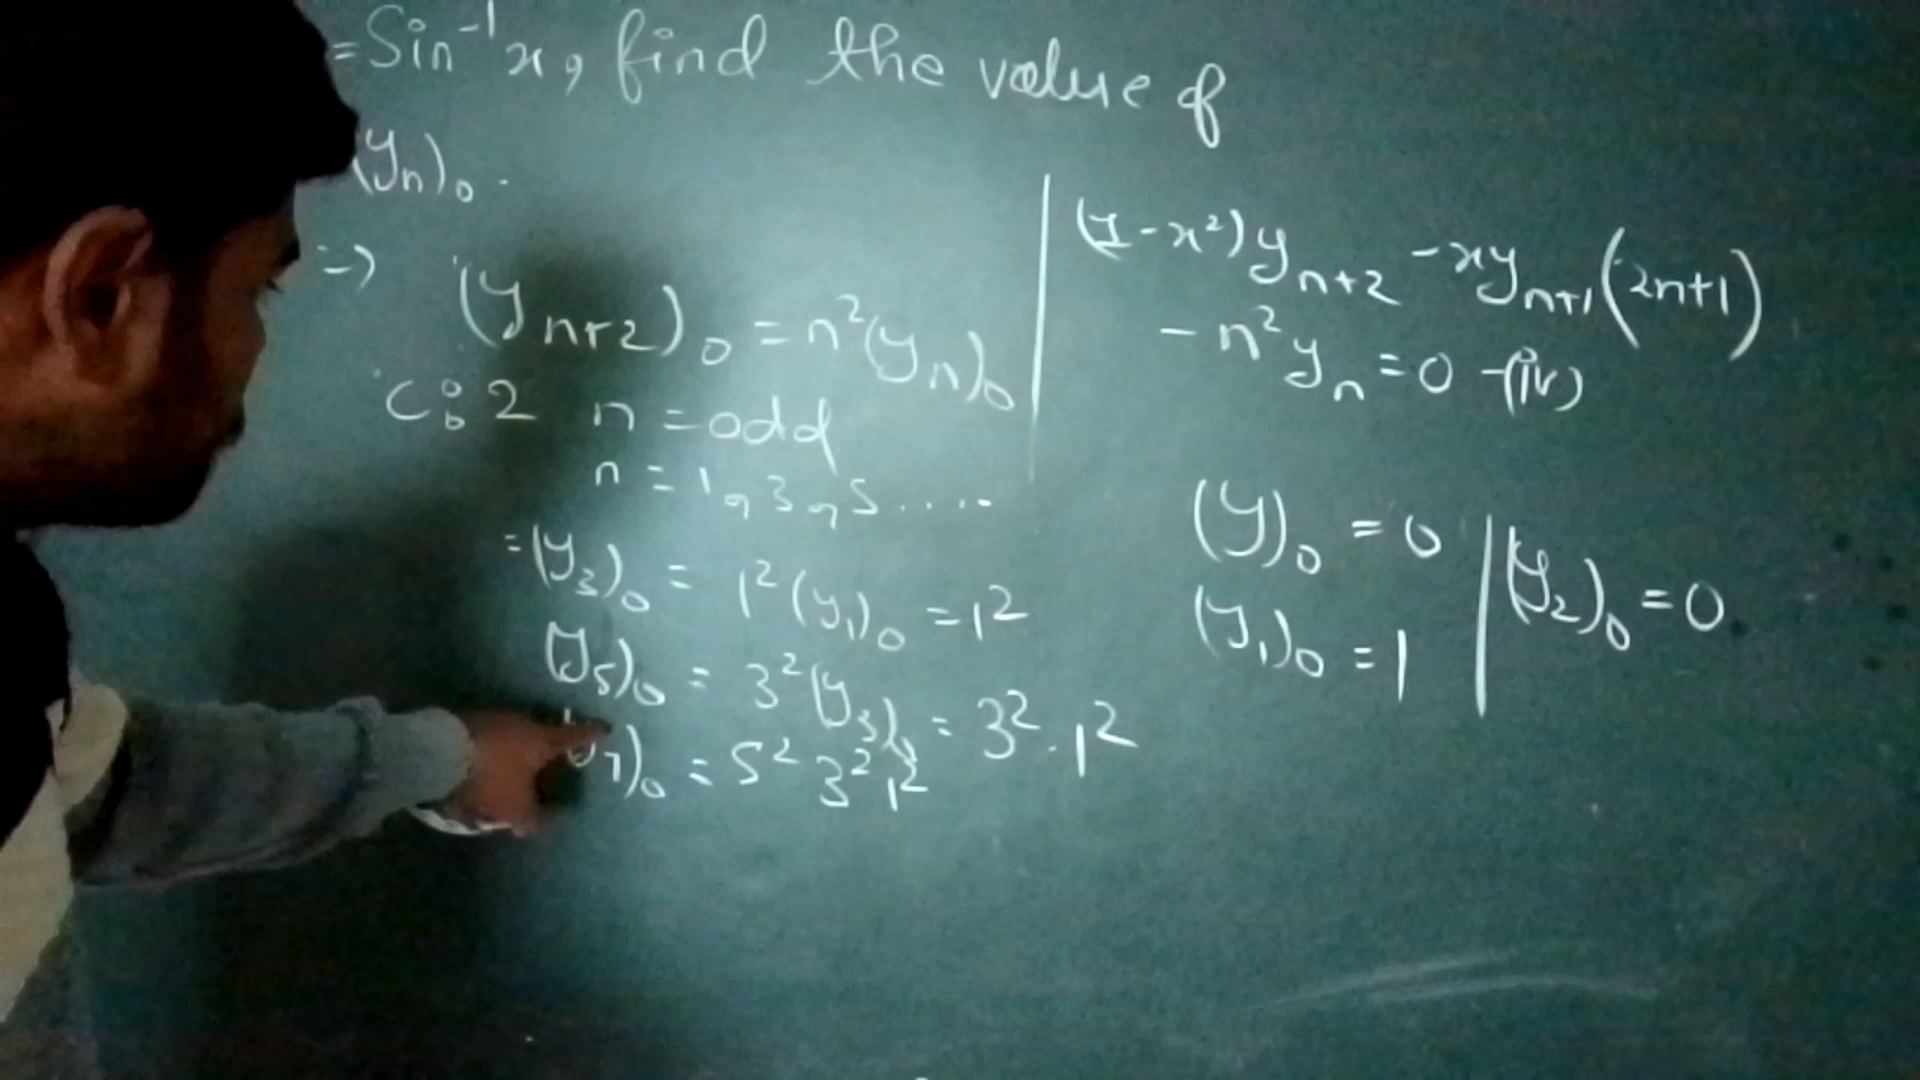 = Sin⁻¹x, find the value of
(yn)₀.
=> (yn+2)₀ = n²(yn)₀
C: 2 n = odd
n = 1, 3, 5 ....
= (y₃)₀ = 1²(y₁)₀ = 1²
(y₅)₀ = 3²(y₃)₀ = 3².1²
(y₇)₀ = 5² 3² 1²
(1-x²)yn+2 - xyn+1(2n+1)
- n²yn = 0 -(iv)
(y)₀ = 0
(y₁)₀ = 1
(y₂)₀ = 0